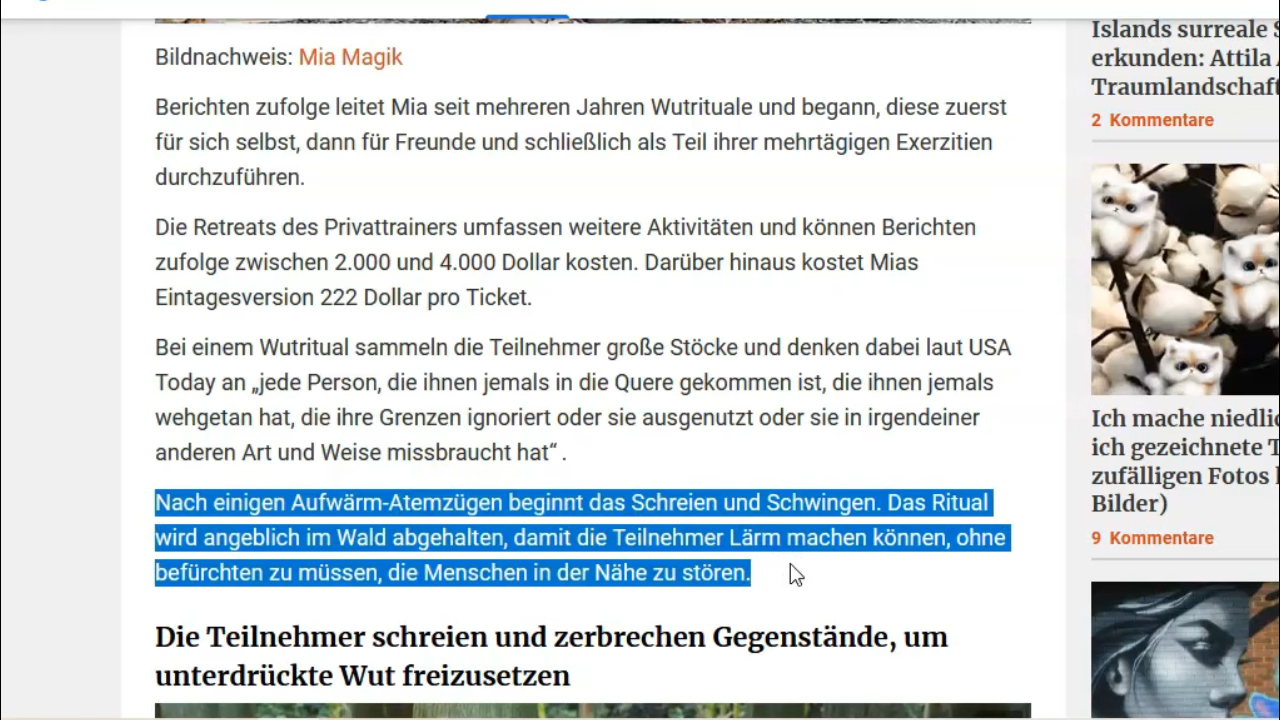 Bildnachweis: Mia Magik
Berichten zufolge leitet Mia seit mehreren Jahren Wutrituale und begann, diese zuerst
für sich selbst, dann für Freunde und schließlich als Teil ihrer mehrtägigen Exerzitien
durchzuführen.
Die Retreats des Privattrainers umfassen weitere Aktivitäten und können Berichten
zufolge zwischen 2.000 und 4.000 Dollar kosten. Darüber hinaus kostet Mias
Eintagesversion 222 Dollar pro Ticket.
Bei einem Wutritual sammeln die Teilnehmer große Stöcke und denken dabei laut USA
Today an „jede Person, die ihnen jemals in die Quere gekommen ist, die ihnen jemals
wehgetan hat, die ihre Grenzen ignoriert oder sie ausgenutzt oder sie in irgendeiner
anderen Art und Weise missbraucht hat“ .
Nach einigen Aufwärm-Atemzügen beginnt das Schreien und Schwingen. Das Ritual
wird angeblich im Wald abgehalten, damit die Teilnehmer Lärm machen können, ohne
befürchten zu müssen, die Menschen in der Nähe zu stören.
Die Teilnehmer schreien und zerbrechen Gegenstände, um
unterdrückte Wut freizusetzen
Islands surreale S
erkunden: Attila
Traumlandschaft
2 Kommentare
Ich mache niedlic
ich gezeichnete T
zufälligen Fotos
Bilder)
9 Kommentare